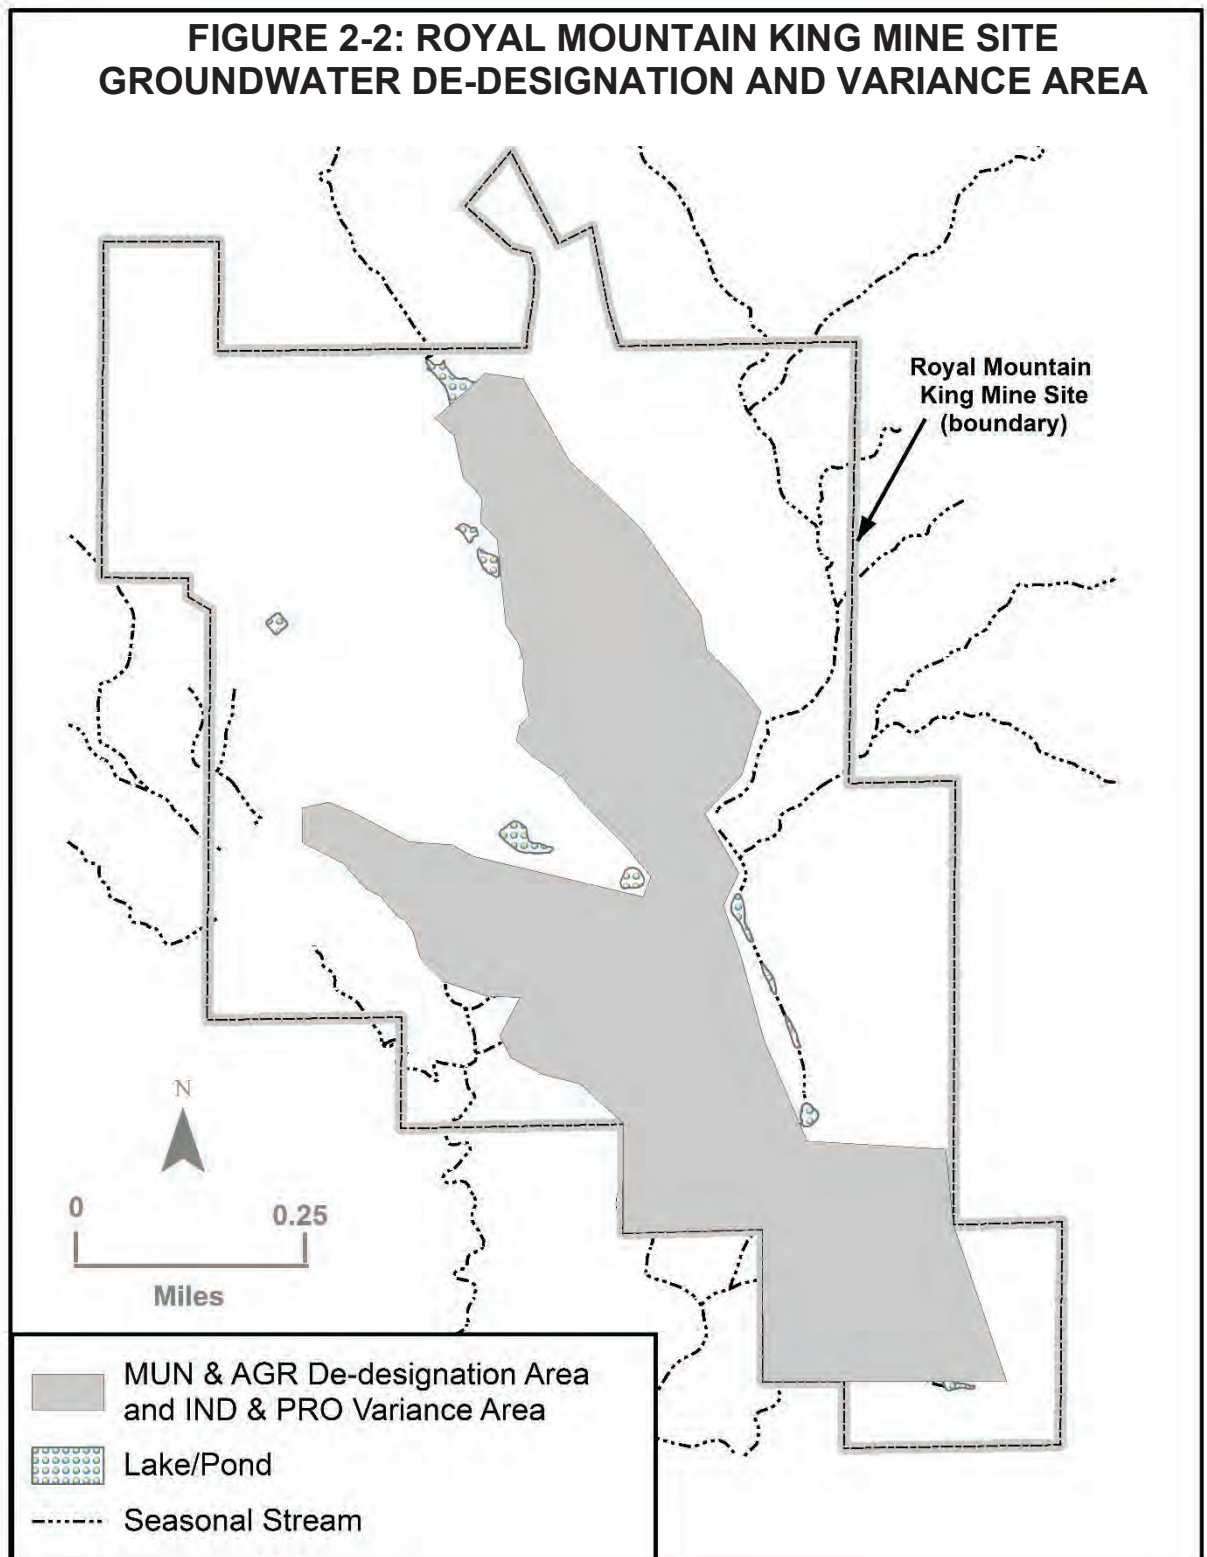 FIGURE 2-2: ROYAL MOUNTAIN KING MINE SITE
GROUNDWATER DE-DESIGNATION AND VARIANCE AREA
Royal Mountain
King Mine Site
(boundary)
N
0 0.25
Miles
MUN & AGR De-designation Area
and IND & PRO Variance Area
Lake/Pond
Seasonal Stream